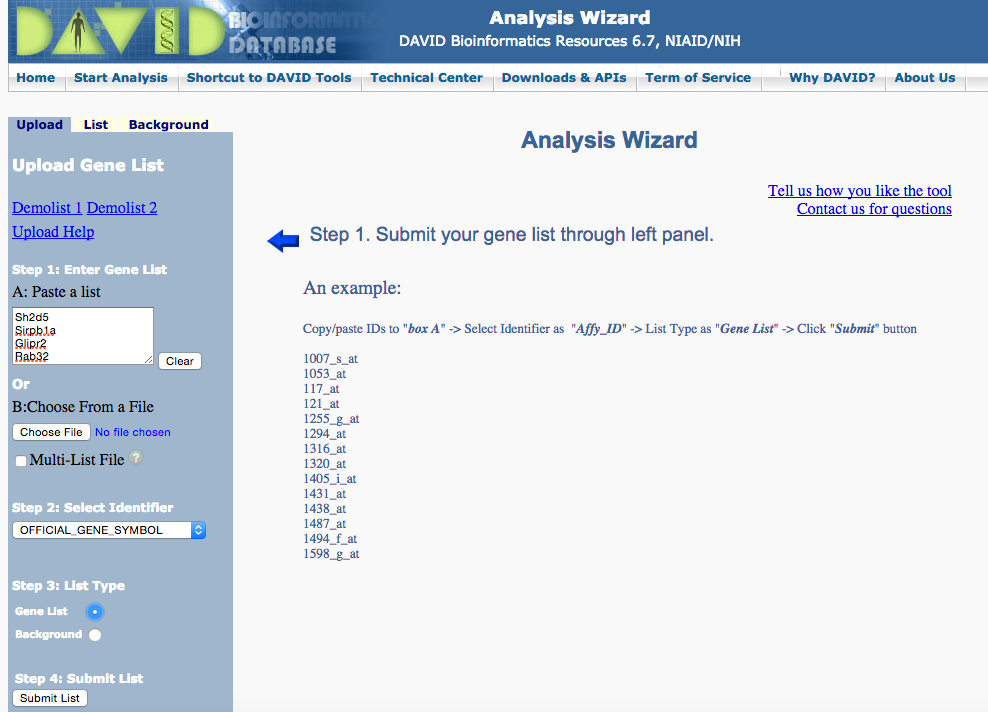 DAVID BIOINFORMATICS
DATABASE
Analysis Wizard
DAVID Bioinformatics Resources 6.7, NIAID/NIH
Home Start Analysis Shortcut to DAVID Tools Technical Center Downloads & APIs Term of Service Why DAVID? About Us
Upload List Background
Upload Gene List
Demolist 1 Demolist 2
Upload Help
Step 1: Enter Gene List
A: Paste a list
Sh2d5
Sirpb1a
Glipr2
Rab32
Clear
Or
B:Choose From a File
Choose File No file chosen
Multi-List File ?
Step 2: Select Identifier
OFFICIAL_GENE_SYMBOL
Step 3: List Type
Gene List
Background
Step 4: Submit List
Submit List
Analysis Wizard
Tell us how you like the tool
Contact us for questions
Step 1. Submit your gene list through left panel.
An example:
Copy/paste IDs to "box A" -> Select Identifier as "Affy_ID" -> List Type as "Gene List" -> Click "Submit" button
1007_s_at
1053_at
117_at
121_at
1255_g_at
1294_at
1316_at
1320_at
1405_i_at
1431_at
1438_at
1487_at
1494_f_at
1598_g_at